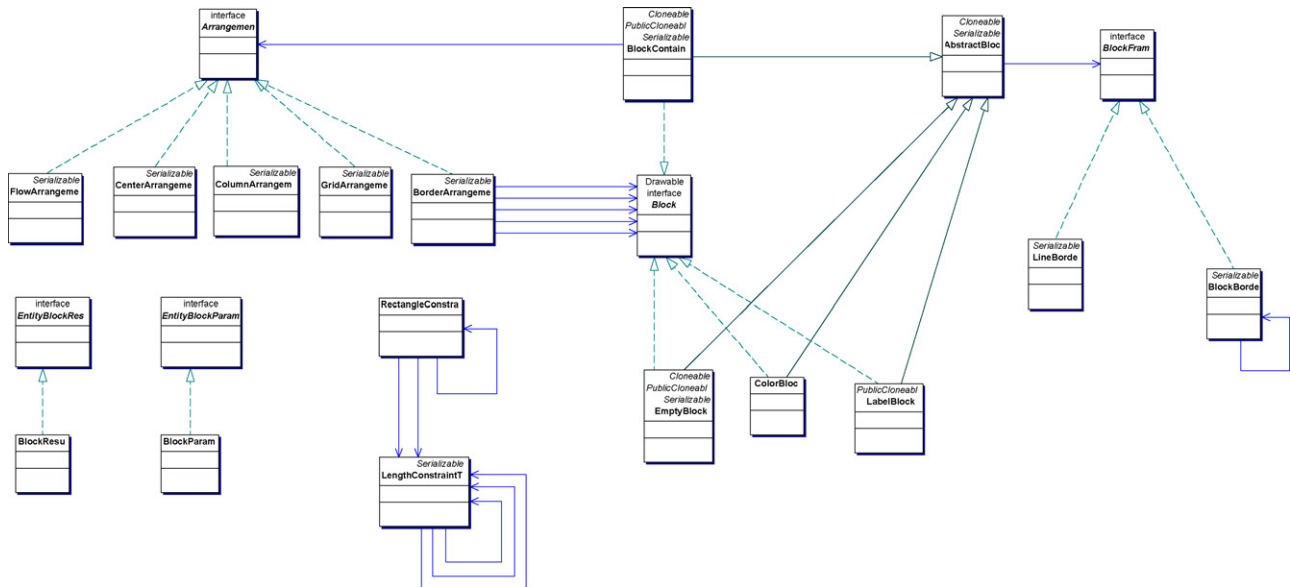 interface
Arrangemen
Cloneable
PublicCloneabl
Serializable
BlockContain
Cloneable
Serializable
AbstractBloc
interface
BlockFram
Serializable
FlowArrangeme
Serializable
CenterArrangeme
Serializable
ColumnArrangem
Serializable
GridArrangeme
Serializable
BorderArrangeme
Drawable
interface
Block
Serializable
LineBorde
Serializable
BlockBorde
interface
EntityBlockRes
interface
EntityBlockParam
RectangleConstra
Cloneable
PublicCloneabl
Serializable
EmptyBlock
ColorBloc
PublicCloneabl
LabelBlock
BlockResu
BlockParam
Serializable
LengthConstraintT